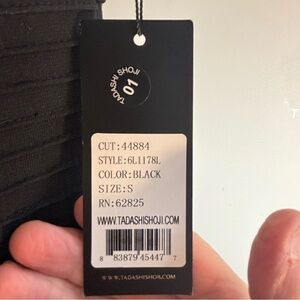 TADASHI SHOJI
01
CUT:44884
STYLE:6L1178L
COLOR:BLACK
SIZE:S
RN:62825
WWW.TADASHISHOJI.COM
8 83879 45447 7
WWW.TADASHISHOJI.COM